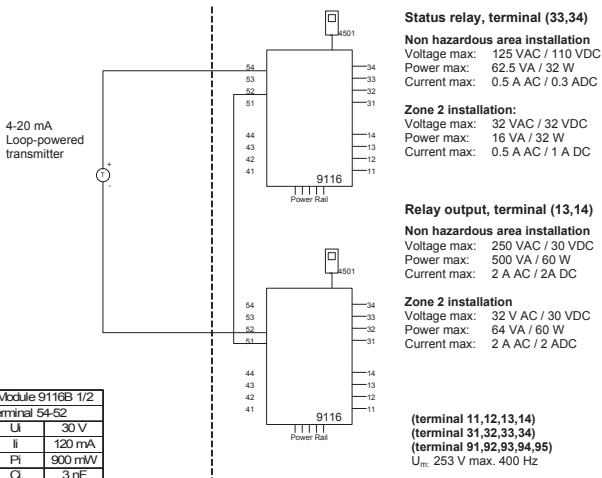 4501
54
53
52
51
34
33
32
31
44
43
42
41
14
13
12
11
9116
Power Rail
4-20 mA
Loop-powered
transmitter
+
T
-
4501
54
53
52
51
34
33
32
31
44
43
42
41
14
13
12
11
9116
Power Rail
Module 9116B 1/2
erminal 54-52
Ui 30 V
Ii 120 mA
Pi 900 mW
Ci 3 nF
Status relay, terminal (33,34)
Non hazardous area installation
Voltage max: 125 VAC / 110 VDC
Power max: 62.5 VA / 32 W
Current max: 0.5 A AC / 0.3 ADC
Zone 2 installation:
Voltage max: 32 VAC / 32 VDC
Power max: 16 VA / 32 W
Current max: 0.5 A AC / 1 A DC
Relay output, terminal (13,14)
Non hazardous area installation
Voltage max: 250 VAC / 30 VDC
Power max: 500 VA / 60 W
Current max: 2 A AC / 2A DC
Zone 2 installation
Voltage max: 32 V AC / 30 VDC
Power max: 64 VA / 60 W
Current max: 2 A AC / 2 ADC
(terminal 11,12,13,14)
(terminal 31,32,33,34)
(terminal 91,92,93,94,95)
Um: 253 V max. 400 Hz